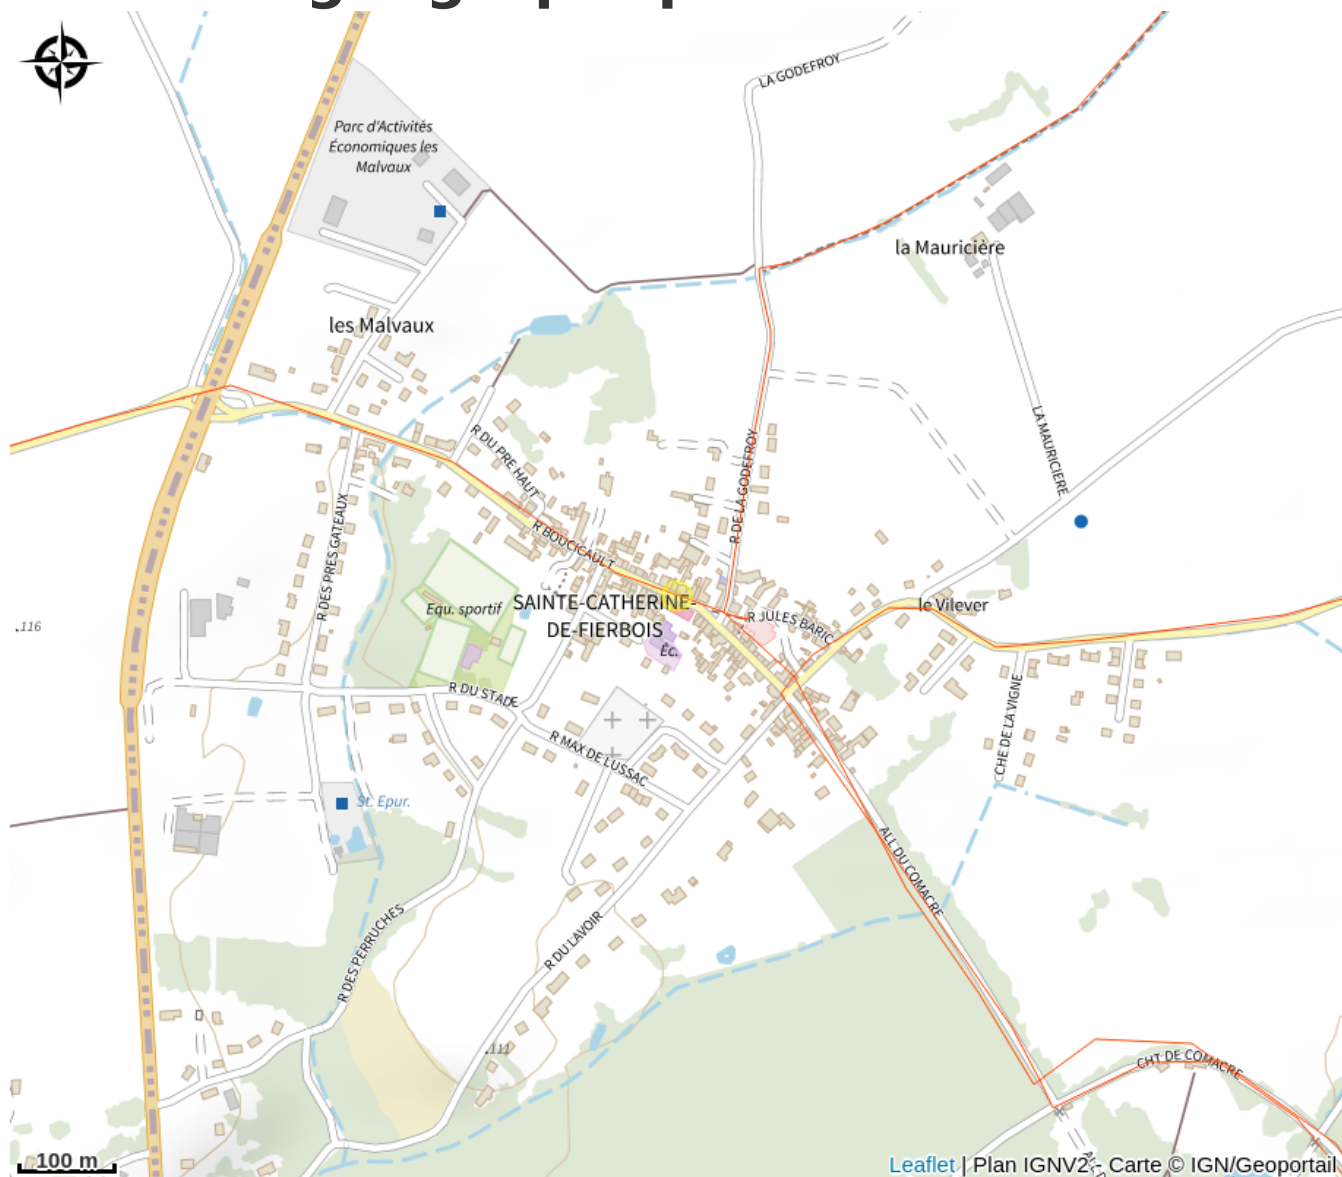 LA GODEFROY
Parc d'Activités
Économiques les
Malvaux
la Mauricière
les Malvaux
LA MAURICIERE
R DU PRE HAUT
R DE LA GODEFROY
R DES PRES GATEAUX
R BOUCICAULT
Equ. sportif
SAINTE-CATHERINE-
DE-FIERBOIS
le Vilever
R JULES BARIC
.116
Éc.
R DU STADE
CHE DE LA VIGNE
R MAX DE LUSSAC
St. Epur.
ALL DU COMACRE
R DES PERRUCHES
R DU LAVOIR
.111
CHT DE COMACRE
100 m
Leaflet | Plan IGNV2 - Carte © IGN/Geoportail